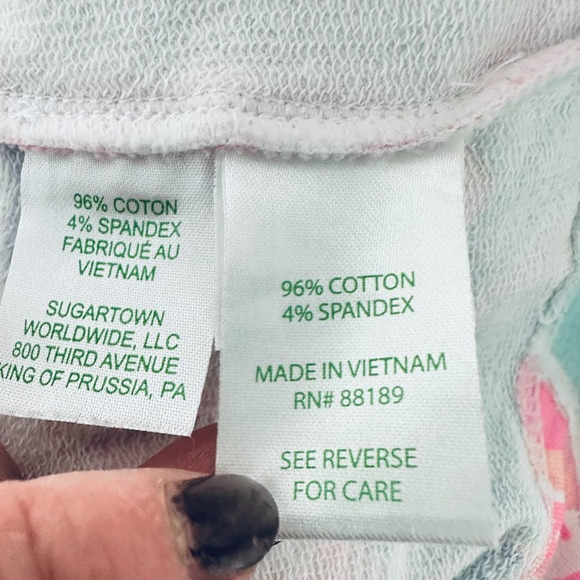 96% COTON
4% SPANDEX
FABRIQUÉ AU
VIETNAM
SUGARTOWN
WORLDWIDE, LLC
800 THIRD AVENUE
KING OF PRUSSIA, PA
96% COTTON
4% SPANDEX
MADE IN VIETNAM
RN# 88189
SEE REVERSE
FOR CARE